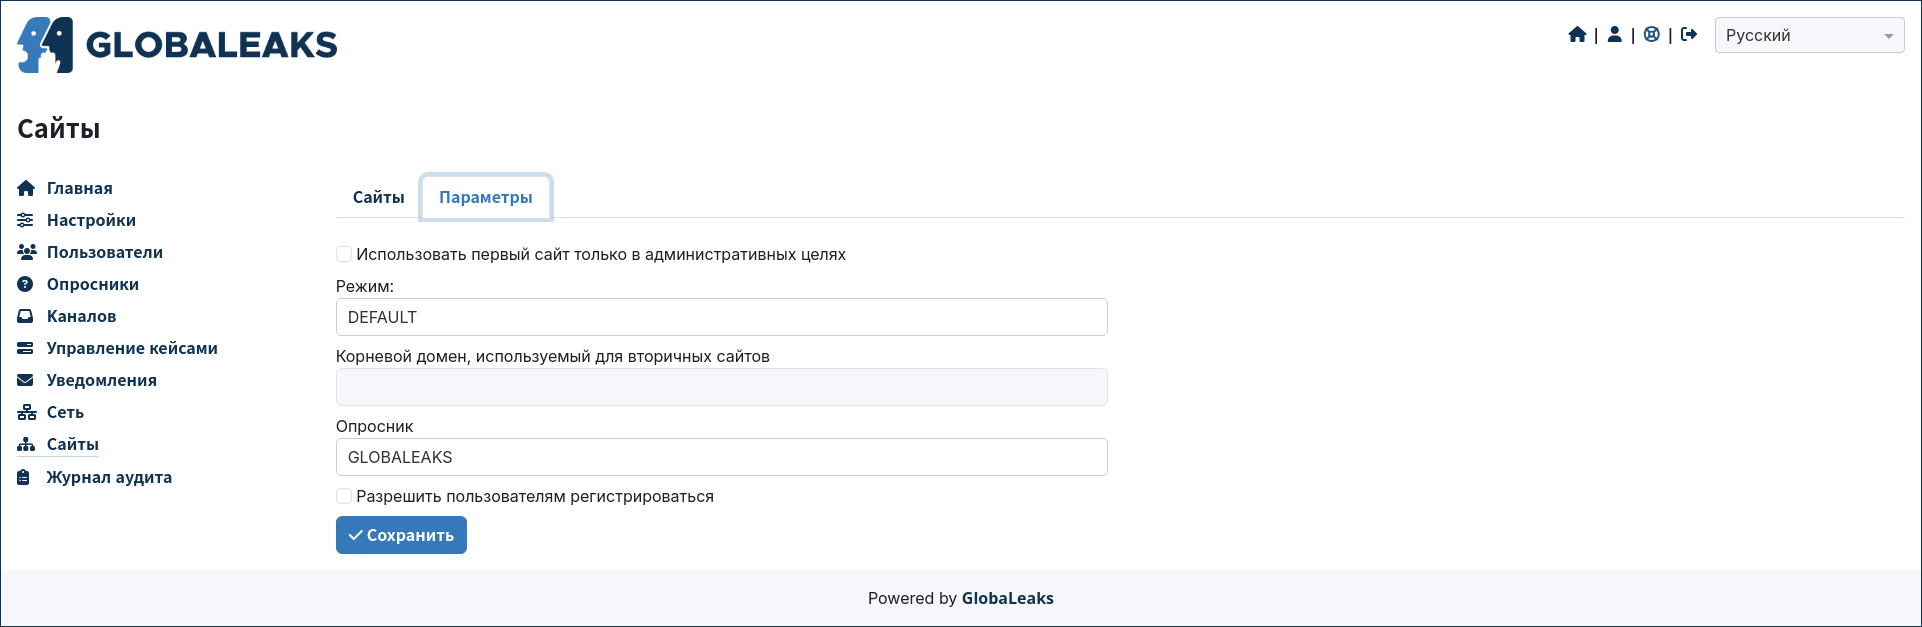 GLOBALEAKS
| | | Русский
Сайты
Главная
Настройки
Пользователи
Опросники
Каналов
Управление кейсами
Уведомления
Сеть
Сайты
Журнал аудита
Сайты Параметры
Использовать первый сайт только в административных целях
Режим:
DEFAULT
Корневой домен, используемый для вторичных сайтов
Опросник
GLOBALEAKS
Разрешить пользователям регистрироваться
Сохранить
Powered by GlobaLeaks